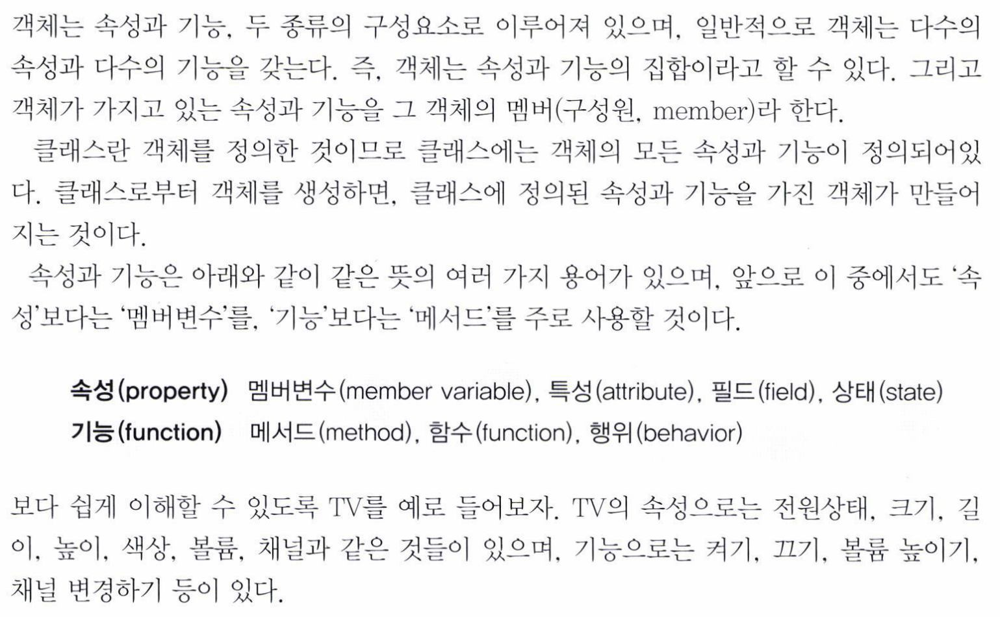 객체는 속성과 기능, 두 종류의 구성요소로 이루어져 있으며, 일반적으로 객체는 다수의
속성과 다수의 기능을 갖는다. 즉, 객체는 속성과 기능의 집합이라고 할 수 있다. 그리고
객체가 가지고 있는 속성과 기능을 그 객체의 멤버(구성원, member)라 한다.
클래스란 객체를 정의한 것이므로 클래스에는 객체의 모든 속성과 기능이 정의되어있
다. 클래스로부터 객체를 생성하면, 클래스에 정의된 속성과 기능을 가진 객체가 만들어
지는 것이다.
속성과 기능은 아래와 같이 같은 뜻의 여러 가지 용어가 있으며, 앞으로 이 중에서도 ‘속
성’보다는 ‘멤버변수’를, ‘기능’보다는 ‘메서드’를 주로 사용할 것이다.
속성(property) 멤버변수(member variable), 특성(attribute), 필드(field), 상태(state)
기능(function) 메서드(method), 함수(function), 행위(behavior)
보다 쉽게 이해할 수 있도록 TV를 예로 들어보자. TV의 속성으로는 전원상태, 크기, 길
이, 높이, 색상, 볼륨, 채널과 같은 것들이 있으며, 기능으로는 켜기, 끄기, 볼륨 높이기,
채널 변경하기 등이 있다.